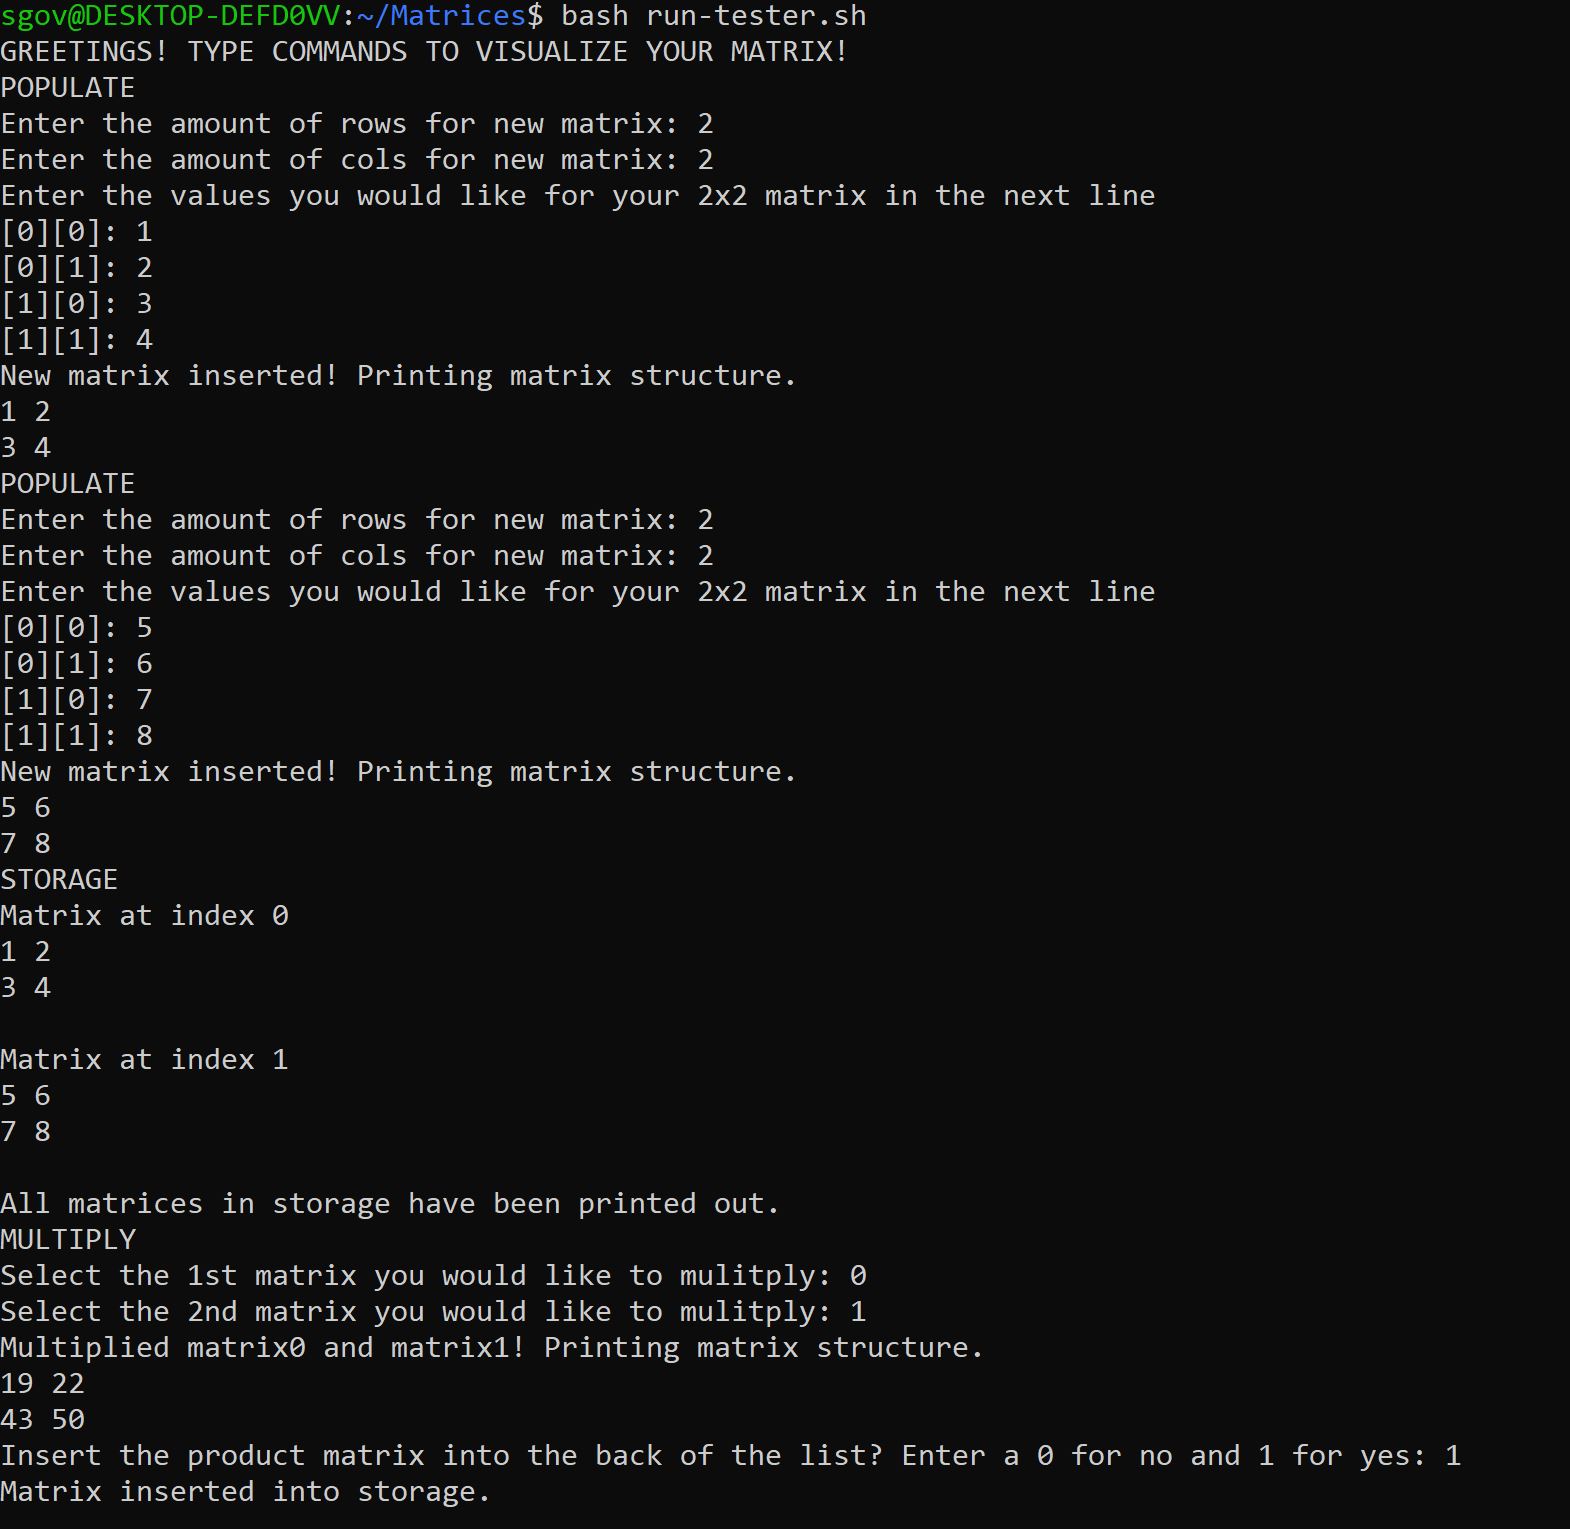 sgov@DESKTOP-DEFD0VV:~/Matrices$ bash run-tester.sh
GREETINGS! TYPE COMMANDS TO VISUALIZE YOUR MATRIX!
POPULATE
Enter the amount of rows for new matrix: 2
Enter the amount of cols for new matrix: 2
Enter the values you would like for your 2x2 matrix in the next line
[0][0]: 1
[0][1]: 2
[1][0]: 3
[1][1]: 4
New matrix inserted! Printing matrix structure.
1 2
3 4
POPULATE
Enter the amount of rows for new matrix: 2
Enter the amount of cols for new matrix: 2
Enter the values you would like for your 2x2 matrix in the next line
[0][0]: 5
[0][1]: 6
[1][0]: 7
[1][1]: 8
New matrix inserted! Printing matrix structure.
5 6
7 8
STORAGE
Matrix at index 0
1 2
3 4
Matrix at index 1
5 6
7 8
All matrices in storage have been printed out.
MULTIPLY
Select the 1st matrix you would like to mulitply: 0
Select the 2nd matrix you would like to mulitply: 1
Multiplied matrix0 and matrix1! Printing matrix structure.
19 22
43 50
Insert the product matrix into the back of the list? Enter a 0 for no and 1 for yes: 1
Matrix inserted into storage.